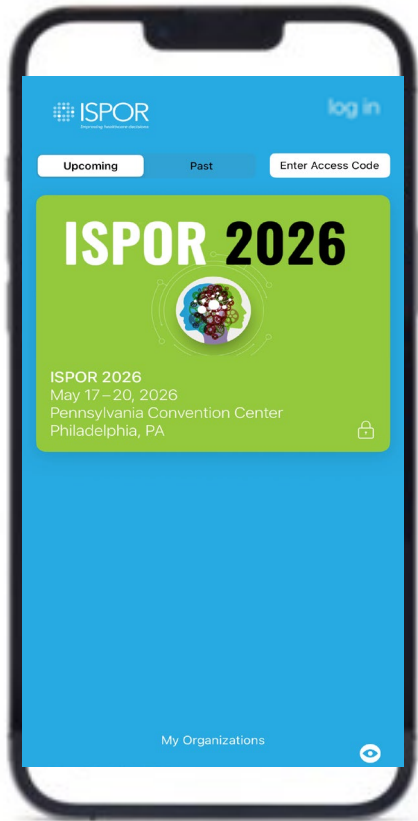 ISPOR
Improving healthcare decisions
log in
Upcoming
Past
Enter Access Code
ISPOR 2026
ISPOR 2026
May 17–20, 2026
Pennsylvania Convention Center
Philadelphia, PA
My Organizations